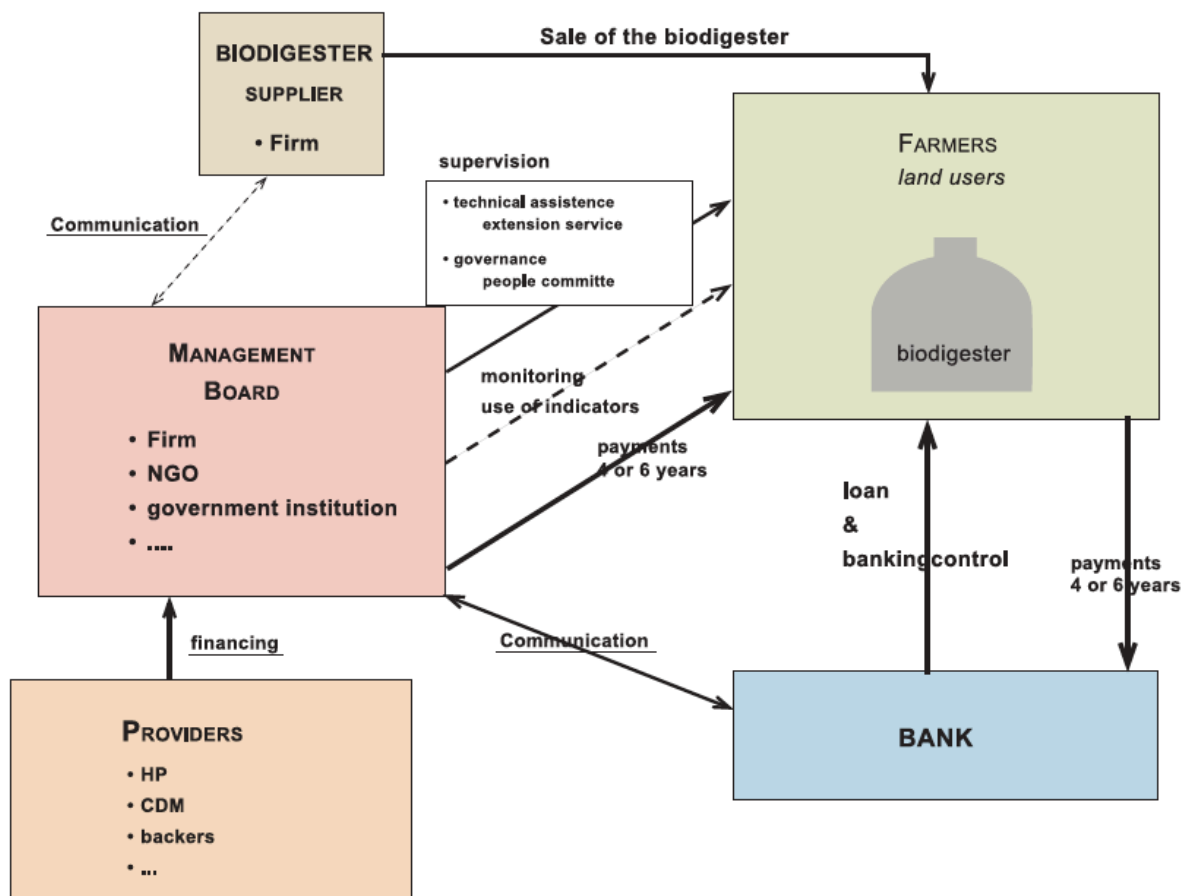 BIODIGESTER
SUPPLIER
• Firm
Sale of the biodigester
FARMERS
land users
biodigester
supervision
• technical assistence
extension service
• governance
people committe
Communication
MANAGEMENT
BOARD
• Firm
• NGO
• government institution
• .....
monitoring
use of indicators
payments
4 or 6 years
loan
&
bankingcontrol
payments
4 or 6 years
financing
Communication
PROVIDERS
• HP
• CDM
• backers
• ...
BANK